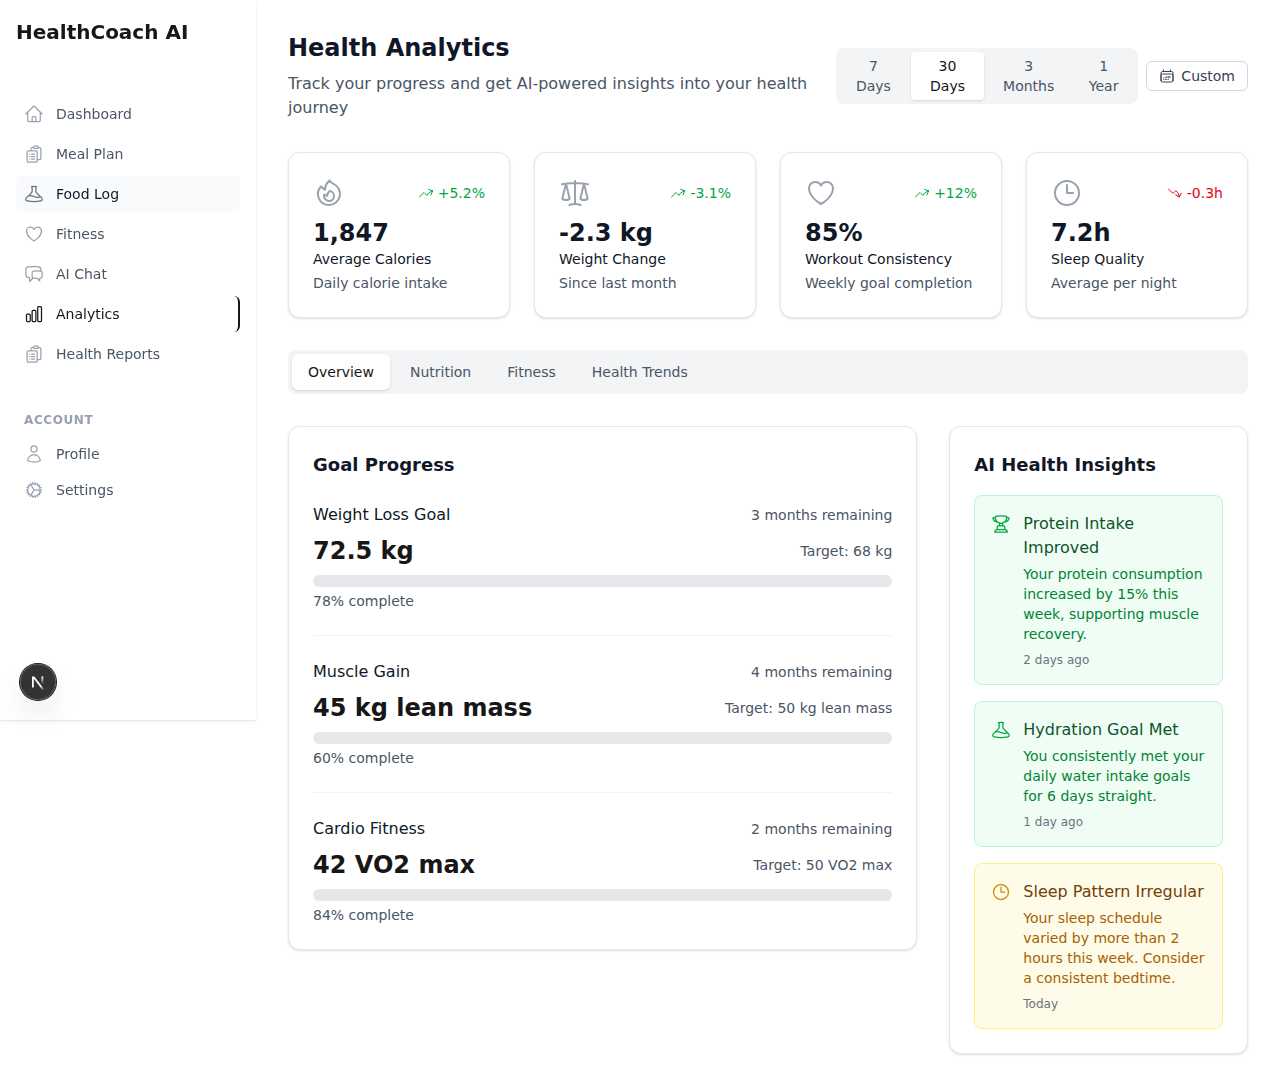 HealthCoach AI
Dashboard
Meal Plan
Food Log
Fitness
AI Chat
Analytics
Health Reports
ACCOUNT
Profile
Settings
N
Health Analytics
Track your progress and get AI-powered insights into your health
journey
7
Days
30
Days
3
Months
1
Year
Custom
+5.2%
1,847
Average Calories
Daily calorie intake
-3.1%
-2.3 kg
Weight Change
Since last month
+12%
85%
Workout Consistency
Weekly goal completion
-0.3h
7.2h
Sleep Quality
Average per night
Overview
Nutrition
Fitness
Health Trends
Goal Progress
Weight Loss Goal
3 months remaining
72.5 kg
Target: 68 kg
78% complete
Muscle Gain
4 months remaining
45 kg lean mass
Target: 50 kg lean mass
60% complete
Cardio Fitness
2 months remaining
42 VO2 max
Target: 50 VO2 max
84% complete
AI Health Insights
Protein Intake
Improved
Your protein consumption
increased by 15% this
week, supporting muscle
recovery.
2 days ago
Hydration Goal Met
You consistently met your
daily water intake goals
for 6 days straight.
1 day ago
Sleep Pattern Irregular
Your sleep schedule
varied by more than 2
hours this week. Consider
a consistent bedtime.
Today